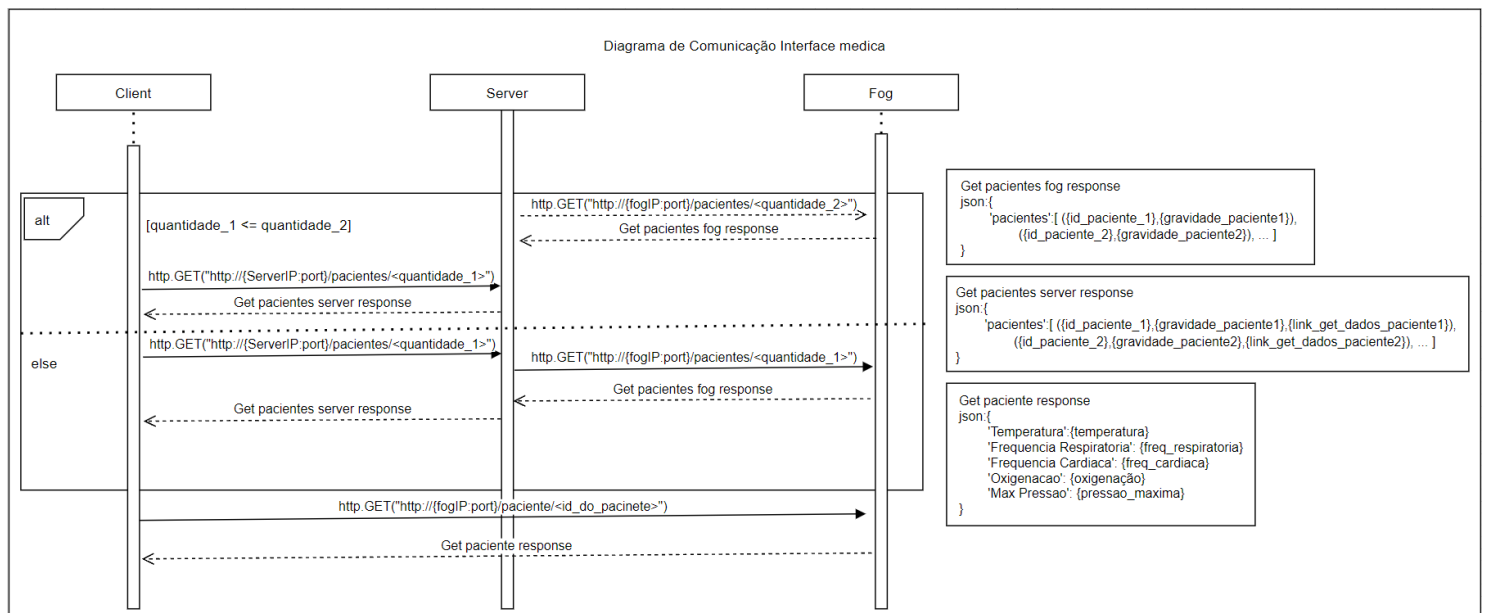 Diagrama de Comunicação Interface medica
Client
Server
Fog
alt
[quantidade_1 <= quantidade_2]
http.GET("http://{fogIP:port}/pacientes/<quantidade_2>")
Get pacientes fog response
http.GET("http://{ServerIP:port}/pacientes/<quantidade_1>")
Get pacientes server response
else
http.GET("http://{ServerIP:port}/pacientes/<quantidade_1>")
http.GET("http://{fogIP:port}/pacientes/<quantidade_1>")
Get pacientes fog response
Get pacientes server response
http.GET("http://{fogIP:port}/paciente/<id_do_pacinete>")
Get paciente response
Get pacientes fog response
json:{
'pacientes':[ ({id_paciente_1},{gravidade_paciente1}),
({id_paciente_2},{gravidade_paciente2}), ... ]
}
Get pacientes server response
json:{
'pacientes':[ ({id_paciente_1},{gravidade_paciente1},{link_get_dados_paciente1}),
({id_paciente_2},{gravidade_paciente2},{link_get_dados_paciente2}), ... ]
}
Get paciente response
json:{
'Temperatura':{temperatura}
'Frequencia Respiratoria': {freq_respiratoria}
'Frequencia Cardiaca': {freq_cardiaca}
'Oxigenacao': {oxigenação}
'Max Pressao': {pressao_maxima}
}